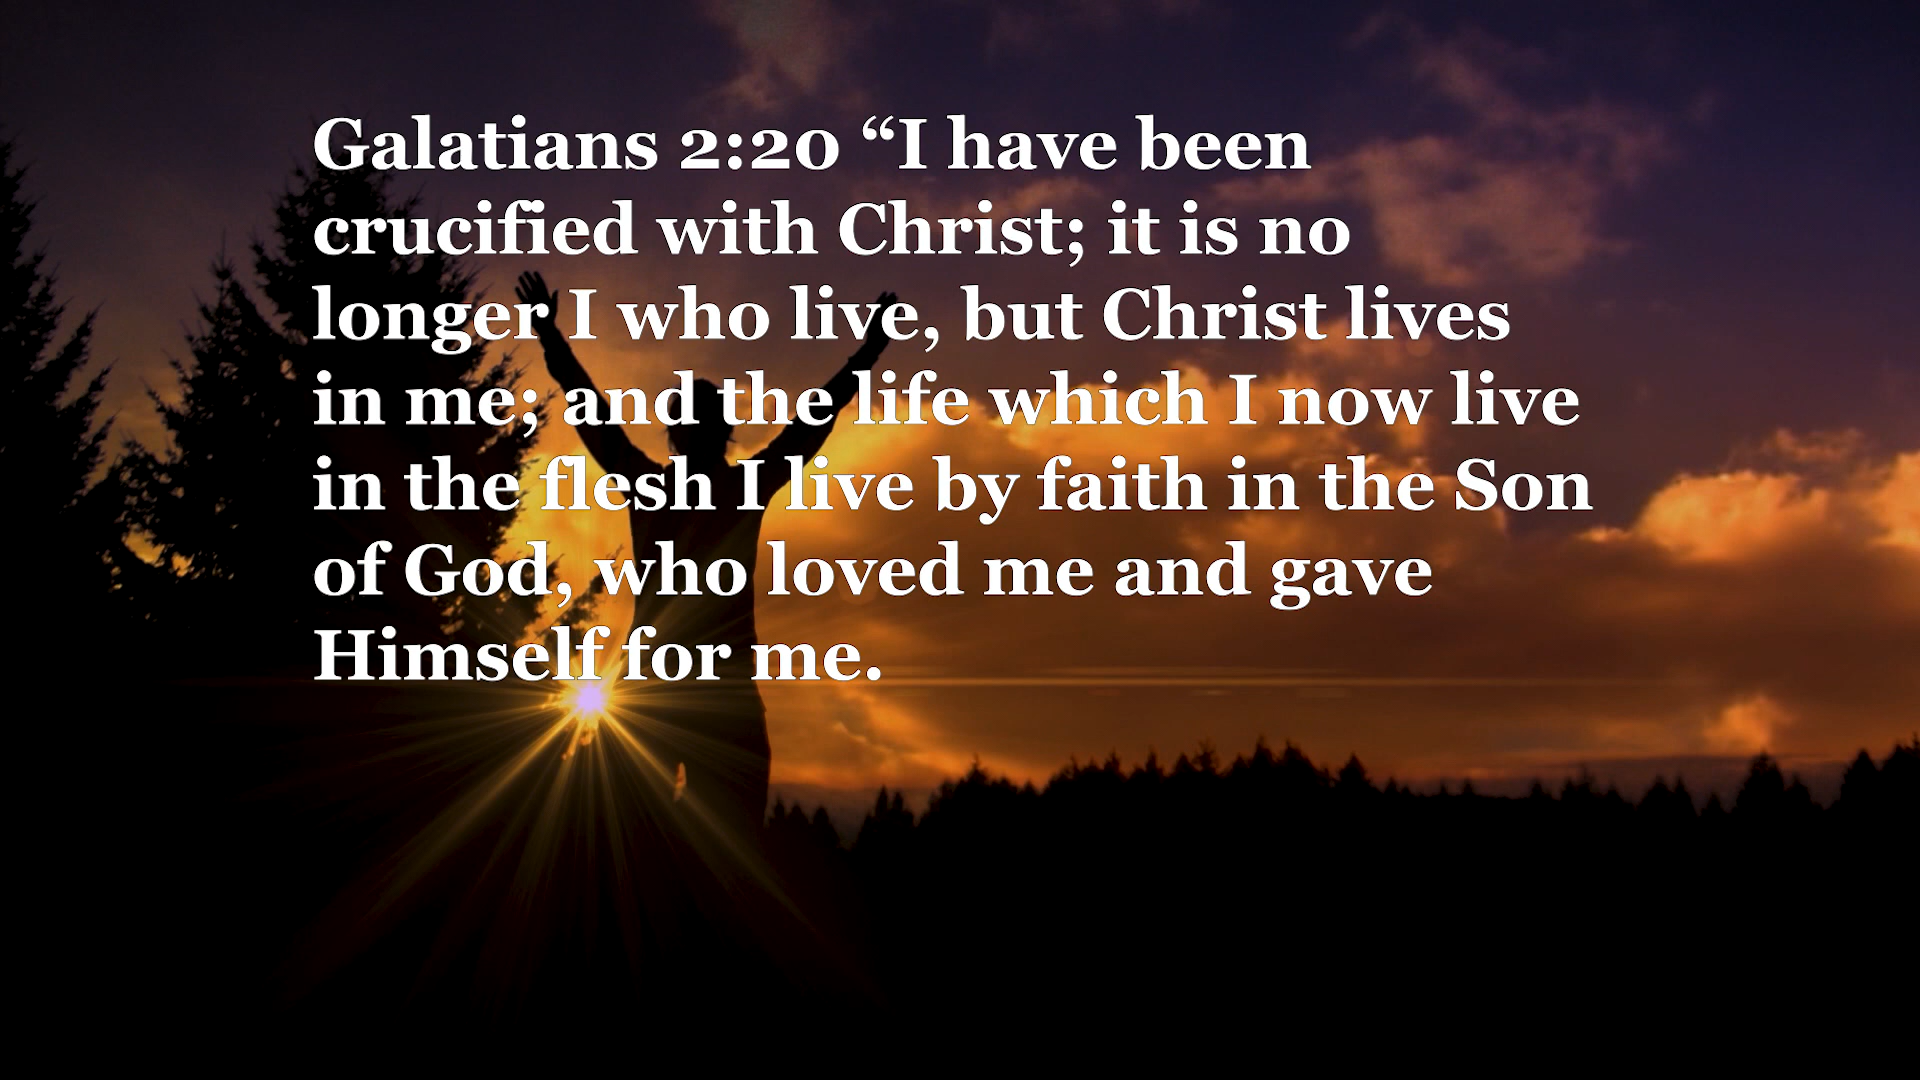 Galatians 2:20 “I have been
crucified with Christ; it is no
longer I who live, but Christ lives
in me; and the life which I now live
in the flesh I live by faith in the Son
of God, who loved me and gave
Himself for me.